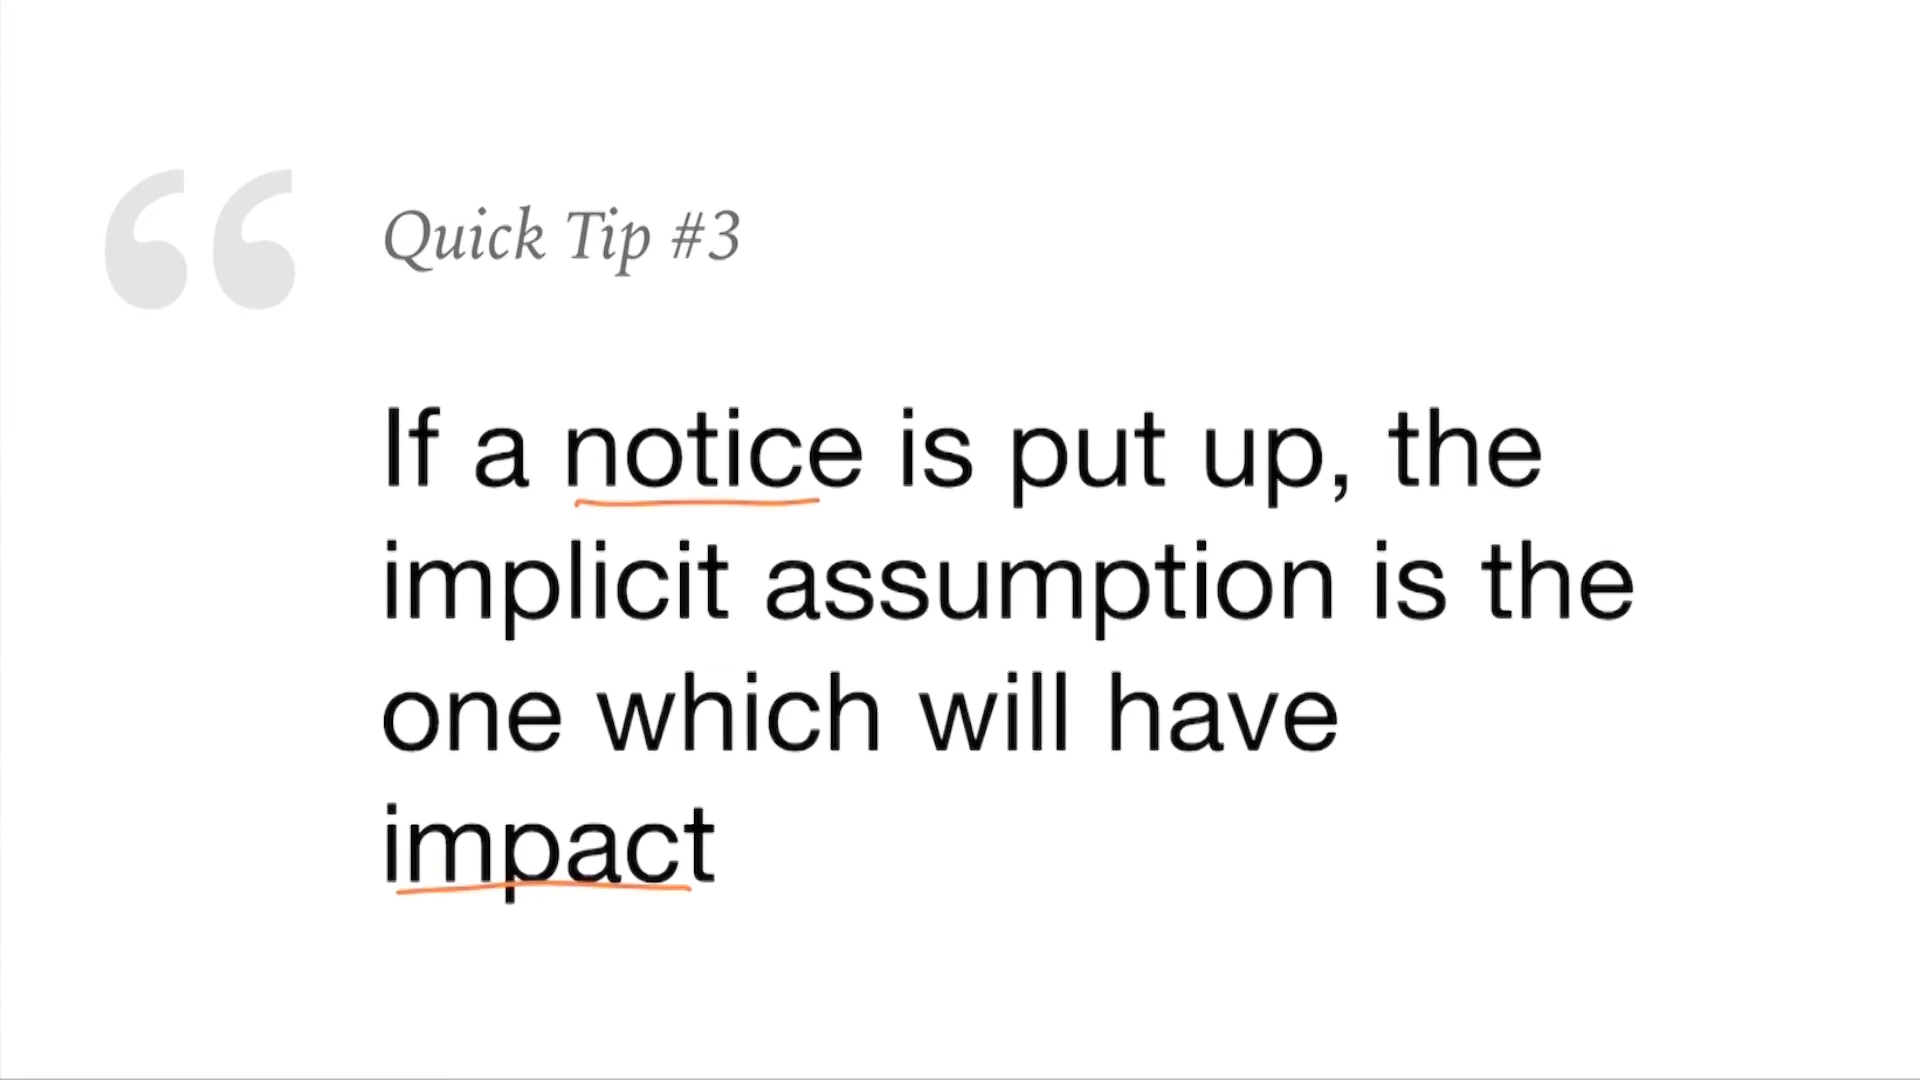 “
Quick Tip #3
If a notice is put up, the
implicit assumption is the
one which will have
impact